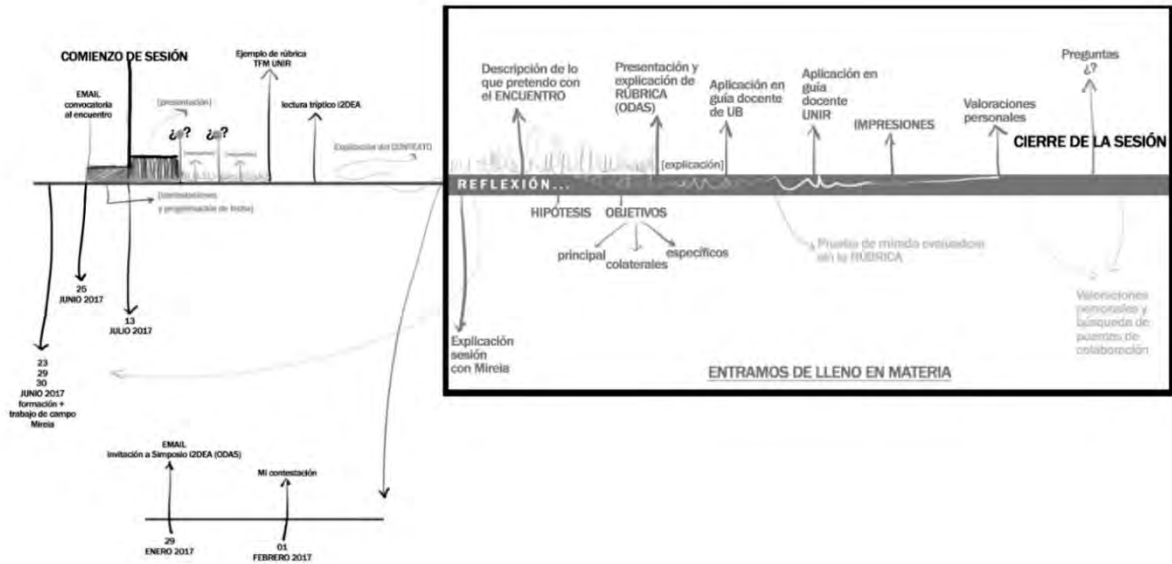 COMIENZO DE SESIÓN
EMAIL
convocatoria
al encuentro
[presentación]
¿?
¿?
Ejemplo de rúbrica
TFM UNIR
lectura tríptico i2DEA
Explicación del CONTEXTO
[contestaciones
y programación de fecha]
25
JUNIO 2017
13
JULIO 2017
23
29
30
JUNIO 2017
formación +
trabajo de campo
Mireia
EMAIL
invitación a Simposio i2DEA (ODAS)
Mi contestación
29
ENERO 2017
01
FEBRERO 2017
Descripción de lo
que pretendo con
el ENCUENTRO
Presentación y
explicación de
RÚBRICA
(ODAS)
[explicación]
Aplicación en
guía docente
de UB
Aplicación en
guía
docente
UNIR
IMPRESIONES
Valoraciones
personales
Preguntas
¿?
CIERRE DE LA SESIÓN
REFLEXIÓN...
HIPÓTESIS
OBJETIVOS
principal
colaterales
específicos
Prueba de mirada evaluadora
sin la RÚBRICA
Valoraciones
personales y
búsqueda de
puentes de
colaboración
Explicación
sesión
con Mireia
ENTRAMOS DE LLENO EN MATERIA